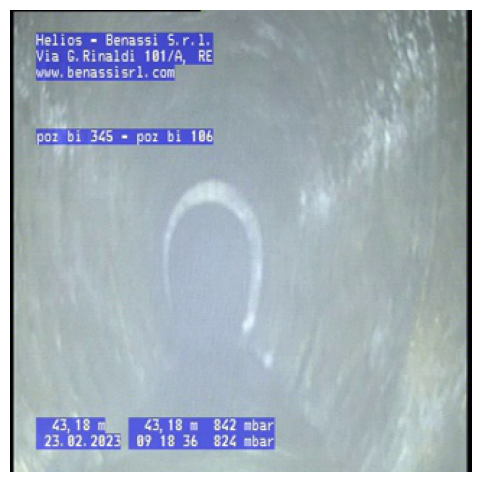 Helios - Benassi S.r.l.
Via G.Rinaldi 101/A, RE
www.benassisrl.com
poz bi 345 - poz bi 106
43,18 m 43,18 m 842 mbar
23.02.2023 09 18 36 824 mbar